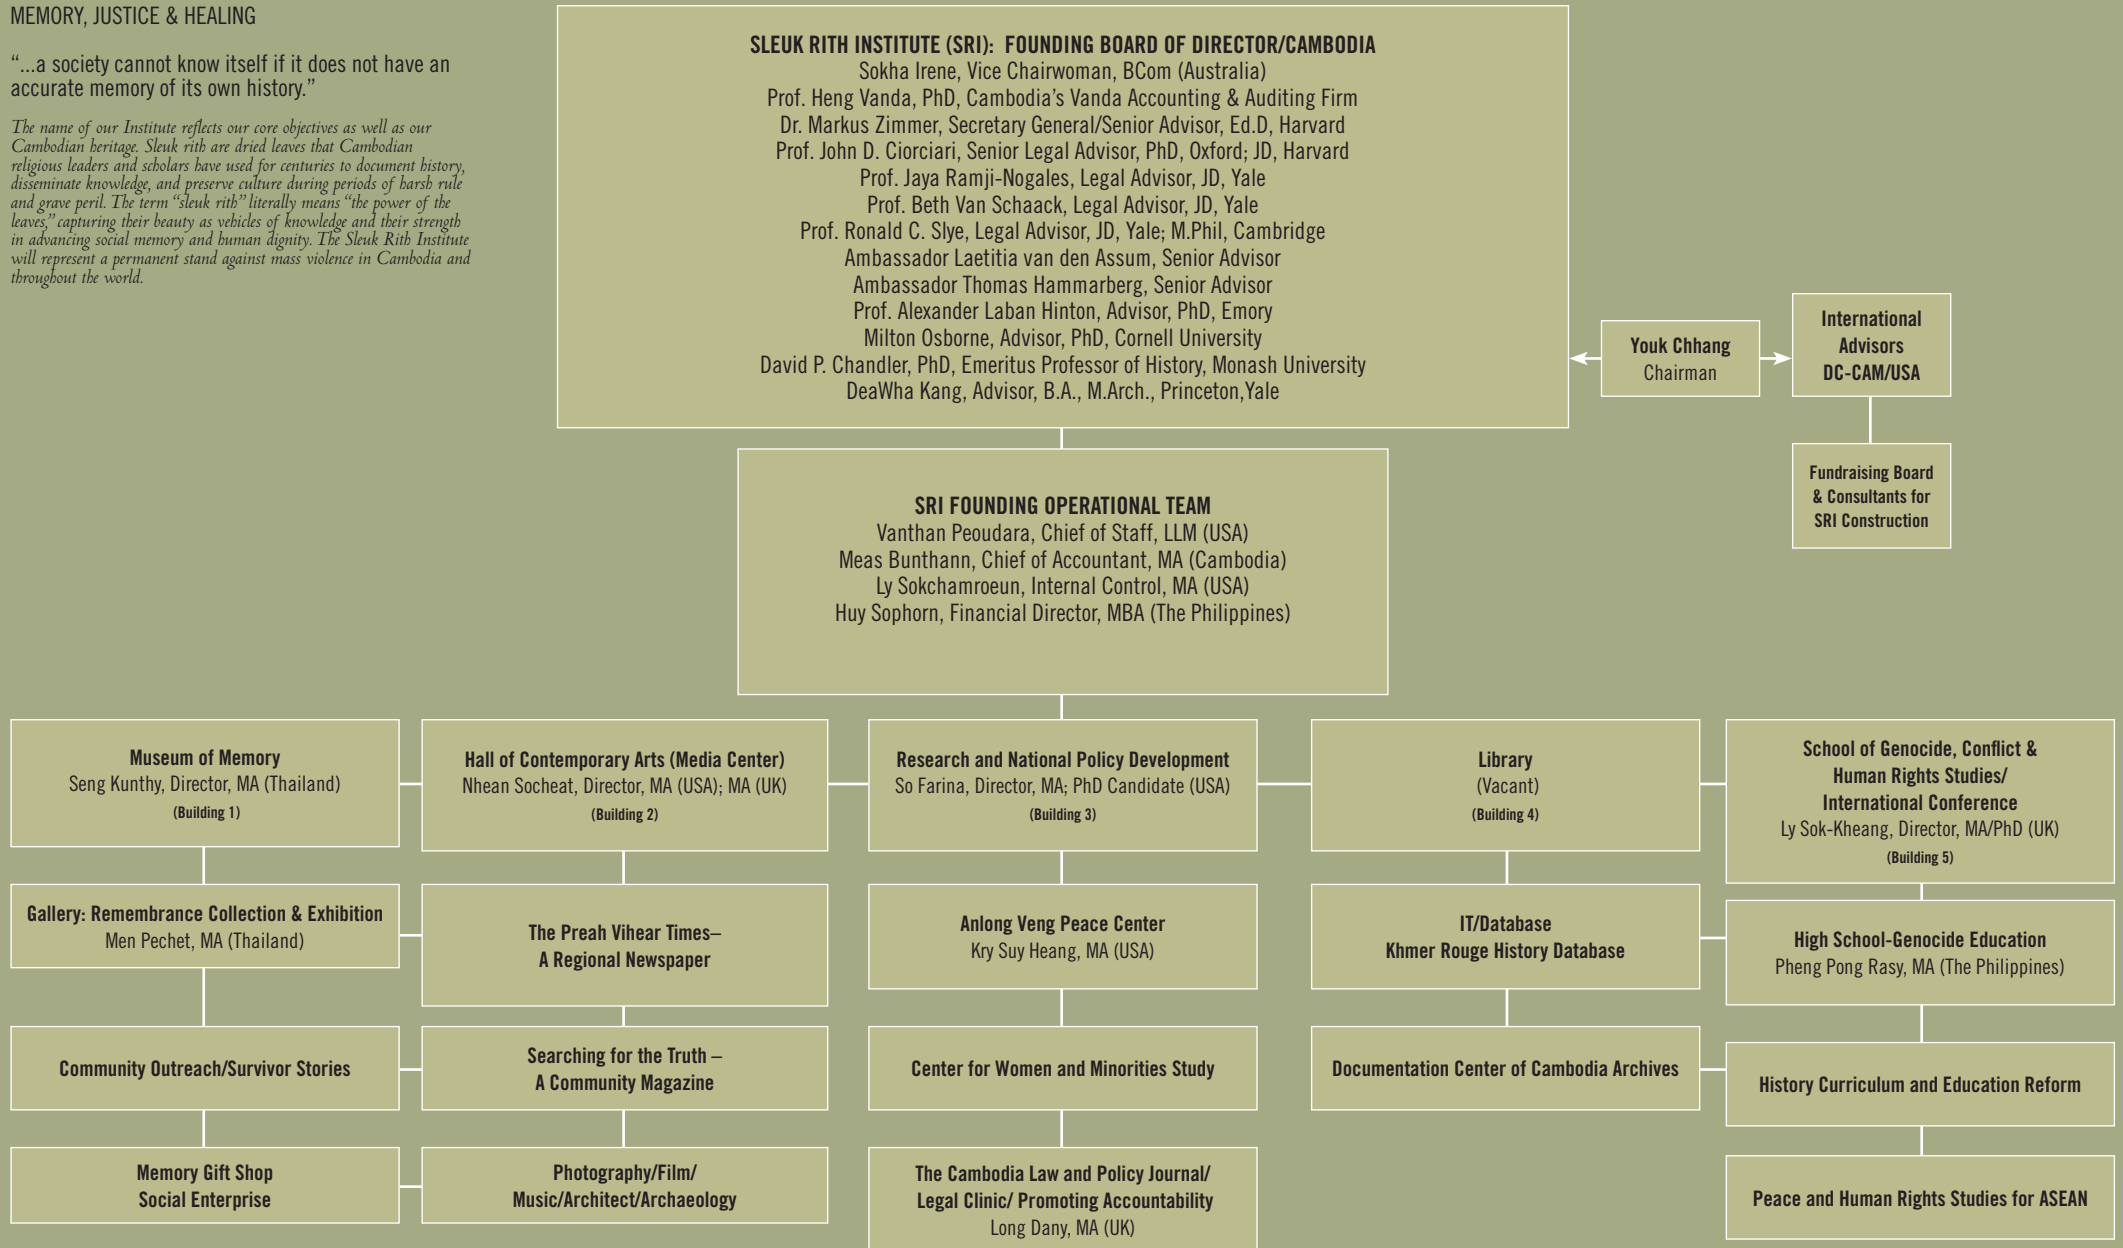 MEMORY, JUSTICE & HEALING
“...a society cannot know itself if it does not have an
accurate memory of its own history.”
The name of our Institute reflects our core objectives as well as our
Cambodian heritage. Sleuk rith are dried leaves that Cambodian
religious leaders and scholars have used for centuries to document history,
disseminate knowledge, and preserve culture during periods of harsh rule
and grave peril. The term “sleuk rith” literally means “the power of the
leaves,” capturing their beauty as vehicles of knowledge and their strength
in advancing social memory and human dignity. The Sleuk Rith Institute
will represent a permanent stand against mass violence in Cambodia and
throughout the world.
SLEUK RITH INSTITUTE (SRI): FOUNDING BOARD OF DIRECTOR/CAMBODIA
Sokha Irene, Vice Chairwoman, BCom (Australia)
Prof. Heng Vanda, PhD, Cambodia’s Vanda Accounting & Auditing Firm
Dr. Markus Zimmer, Secretary General/Senior Advisor, Ed.D, Harvard
Prof. John D. Ciorciari, Senior Legal Advisor, PhD, Oxford; JD, Harvard
Prof. Jaya Ramji-Nogales, Legal Advisor, JD, Yale
Prof. Beth Van Schaack, Legal Advisor, JD, Yale
Prof. Ronald C. Slye, Legal Advisor, JD, Yale; M.Phil, Cambridge
Ambassador Laetitia van den Assum, Senior Advisor
Ambassador Thomas Hammarberg, Senior Advisor
Prof. Alexander Laban Hinton, Advisor, PhD, Emory
Milton Osborne, Advisor, PhD, Cornell University
David P. Chandler, PhD, Emeritus Professor of History, Monash University
DeaWha Kang, Advisor, B.A., M.Arch., Princeton,Yale
Youk Chhang
Chairman
International
Advisors
DC-CAM/USA
Fundraising Board
& Consultants for
SRI Construction
SRI FOUNDING OPERATIONAL TEAM
Vanthan Peoudara, Chief of Staff, LLM (USA)
Meas Bunthann, Chief of Accountant, MA (Cambodia)
Ly Sokchamroeun, Internal Control, MA (USA)
Huy Sophorn, Financial Director, MBA (The Philippines)
Museum of Memory
Seng Kunthy, Director, MA (Thailand)
(Building 1)
Hall of Contemporary Arts (Media Center)
Nhean Socheat, Director, MA (USA); MA (UK)
(Building 2)
Research and National Policy Development
So Farina, Director, MA; PhD Candidate (USA)
(Building 3)
Library
(Vacant)
(Building 4)
School of Genocide, Conflict &
Human Rights Studies/
International Conference
Ly Sok-Kheang, Director, MA/PhD (UK)
(Building 5)
Gallery: Remembrance Collection & Exhibition
Men Pechet, MA (Thailand)
The Preah Vihear Times–
A Regional Newspaper
Anlong Veng Peace Center
Kry Suy Heang, MA (USA)
IT/Database
Khmer Rouge History Database
High School-Genocide Education
Pheng Pong Rasy, MA (The Philippines)
Community Outreach/Survivor Stories
Searching for the Truth –
A Community Magazine
Center for Women and Minorities Study
Documentation Center of Cambodia Archives
History Curriculum and Education Reform
Memory Gift Shop
Social Enterprise
Photography/Film/
Music/Architect/Archaeology
The Cambodia Law and Policy Journal/
Legal Clinic/ Promoting Accountability
Long Dany, MA (UK)
Peace and Human Rights Studies for ASEAN